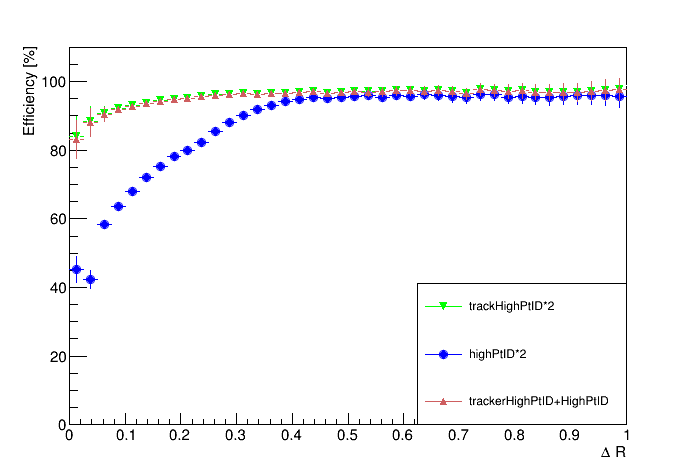 Efficiency [%]
100
80
60
40
20
0
trackHighPtID*2
highPtID*2
trackerHighPtID+HighPtID
0 0.1 0.2 0.3 0.4 0.5 0.6 0.7 0.8 0.9 1
Δ R